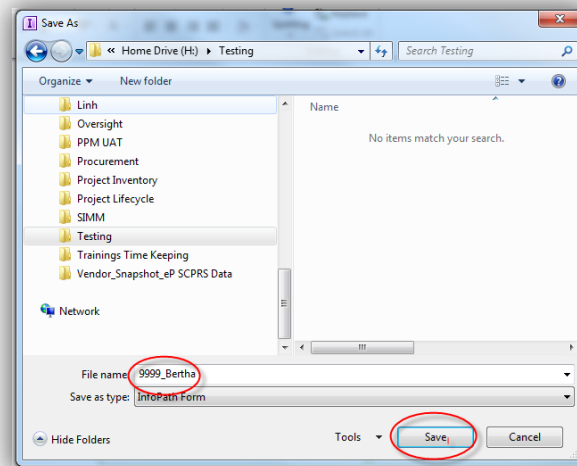 Save As
« Home Drive (H:) ▸ Testing
Search Testing
Organize
New folder
Linh
Oversight
PPM UAT
Procurement
Project Inventory
Project Lifecycle
SIMM
Testing
Trainings Time Keeping
Vendor_Snapshot_eP SCPRS Data
Network
Name
No items match your search.
File name: 9999_Bertha
Save as type: InfoPath Form
Hide Folders
Tools
Save
Cancel